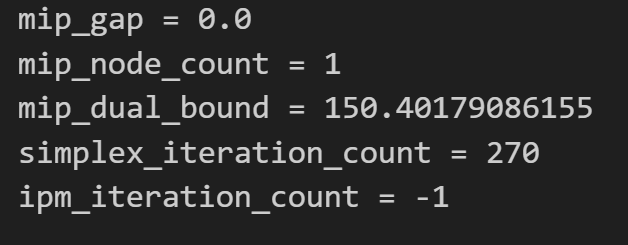 mip_gap = 0.0
mip_node_count = 1
mip_dual_bound = 150.40179086155
simplex_iteration_count = 270
ipm_iteration_count = -1